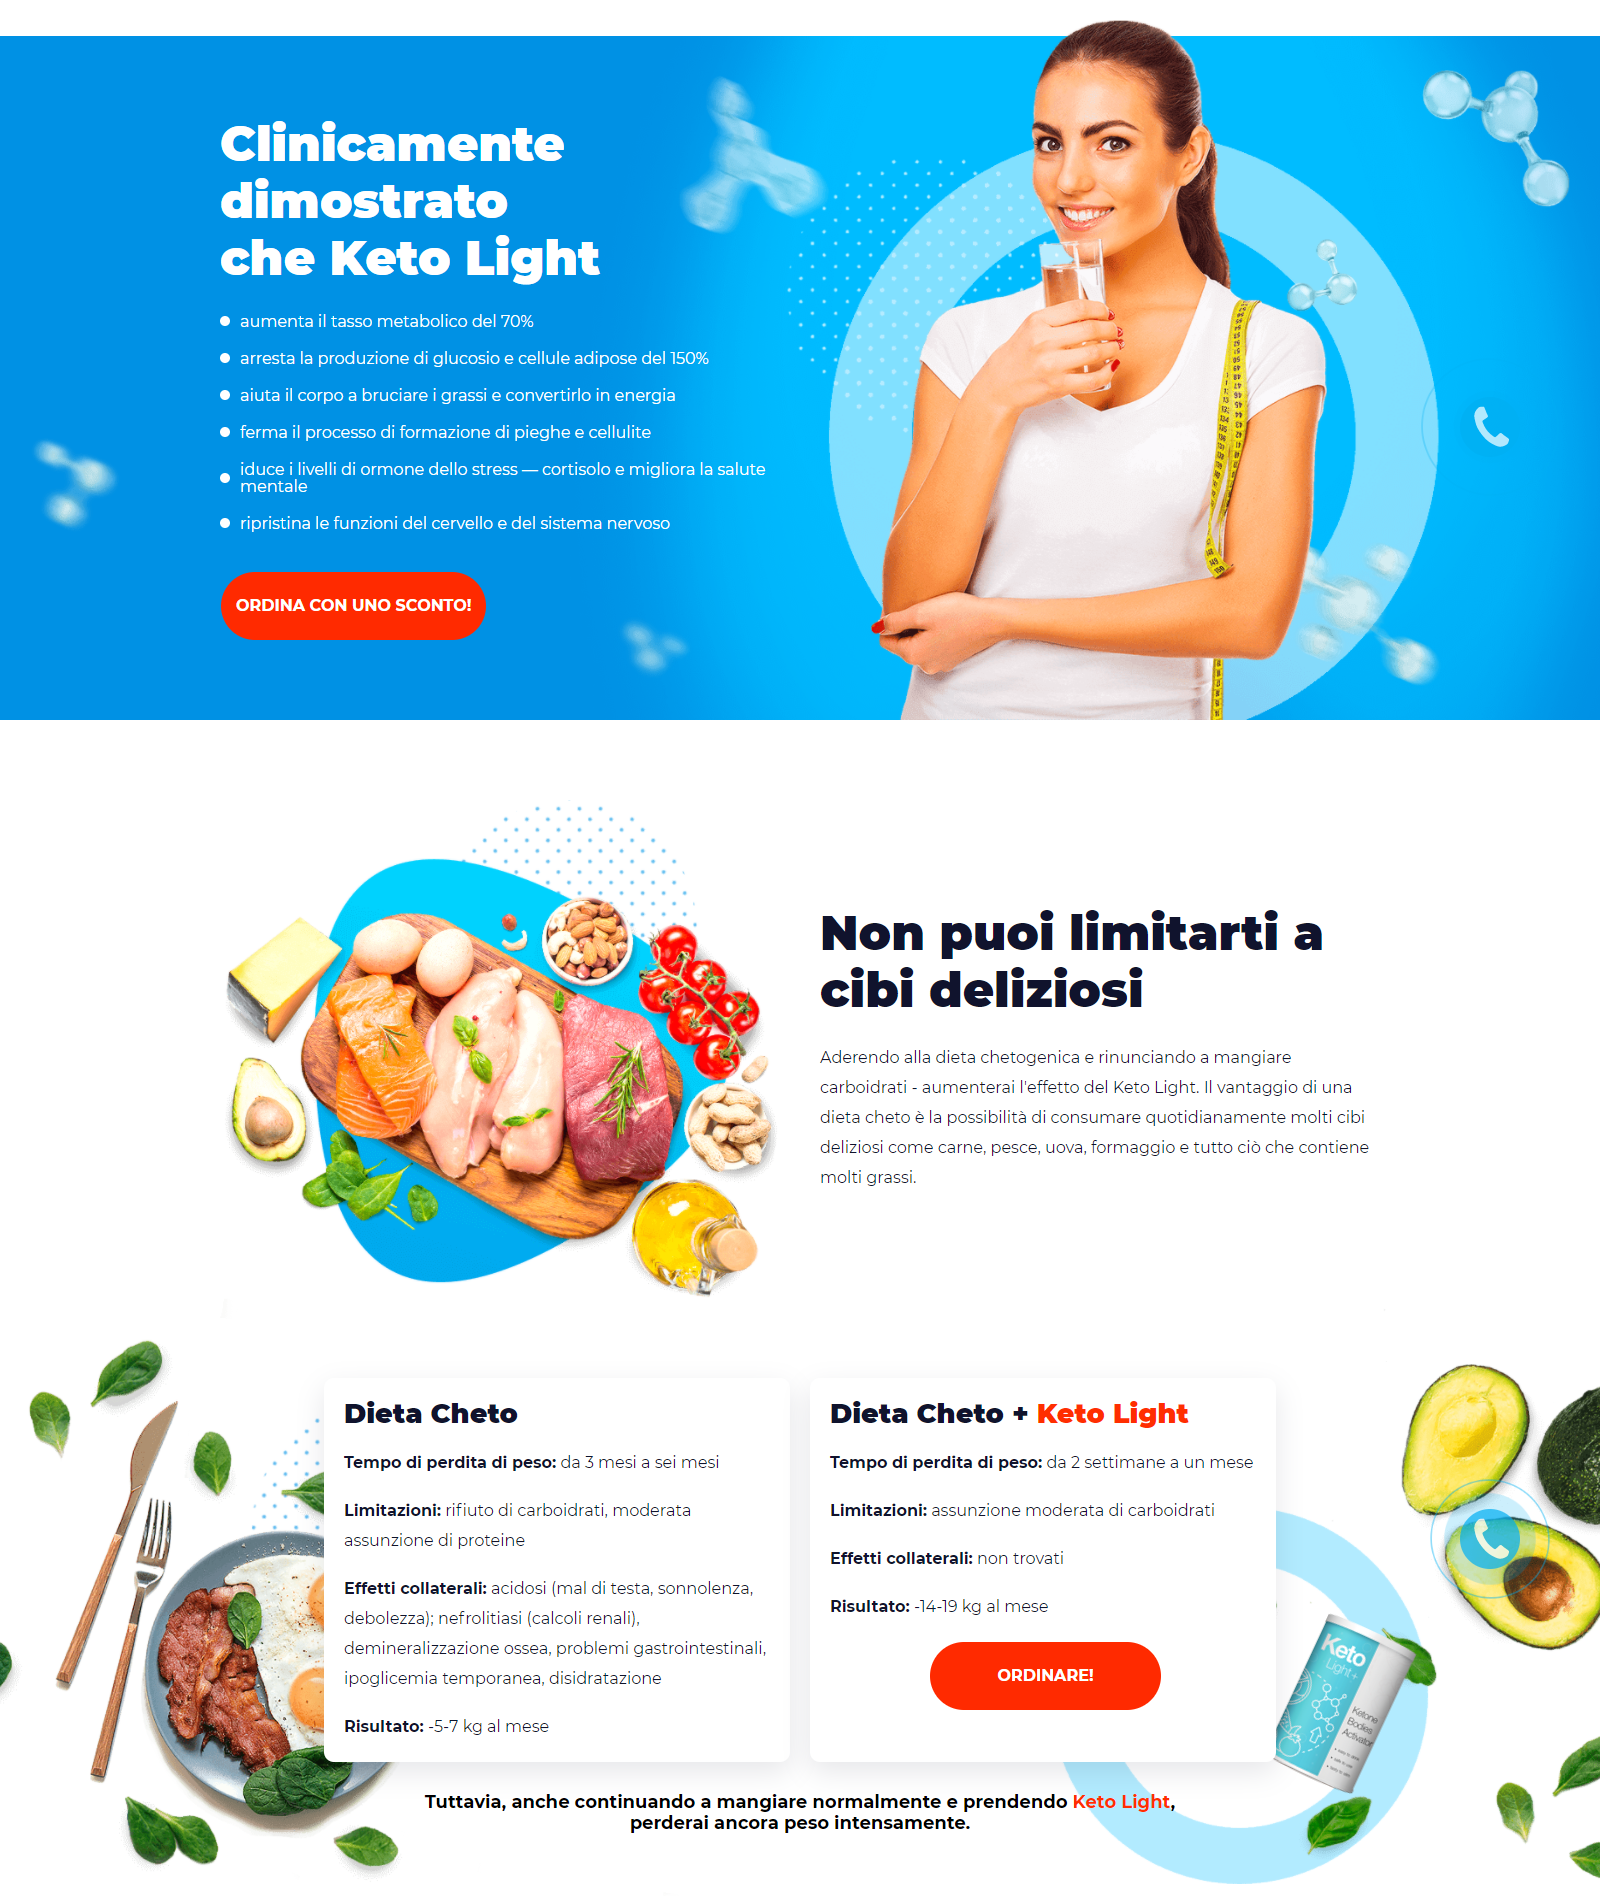 Clinicamente
dimostrato
che Keto Light
aumenta il tasso metabolico del 70%
arresta la produzione di glucosio e cellule adipose del 150%
aiuta il corpo a bruciare i grassi e convertirlo in energia
ferma il processo di formazione di pieghe e cellulite
iduce i livelli di ormone dello stress — cortisolo e migliora la salute
mentale
ripristina le funzioni del cervello e del sistema nervoso
ORDINA CON UNO SCONTO!
Non puoi limitarti a
cibi deliziosi
Aderendo alla dieta chetogenica e rinunciando a mangiare
carboidrati - aumenterai l'effetto del Keto Light. Il vantaggio di una
dieta cheto è la possibilità di consumare quotidianamente molti cibi
deliziosi come carne, pesce, uova, formaggio e tutto ciò che contiene
molti grassi.
Dieta Cheto
Tempo di perdita di peso: da 3 mesi a sei mesi
Limitazioni: rifiuto di carboidrati, moderata
assunzione di proteine
Effetti collaterali: acidosi (mal di testa, sonnolenza,
debolezza); nefrolitiasi (calcoli renali),
demineralizzazione ossea, problemi gastrointestinali,
ipoglicemia temporanea, disidratazione
Risultato: -5-7 kg al mese
Dieta Cheto + Keto Light
Tempo di perdita di peso: da 2 settimane a un mese
Limitazioni: assunzione moderata di carboidrati
Effetti collaterali: non trovati
Risultato: -14-19 kg al mese
ORDINARE!
Keto
Light+
Ketone
Bodies
Activator
Tuttavia, anche continuando a mangiare normalmente e prendendo Keto Light,
perderai ancora peso intensamente.